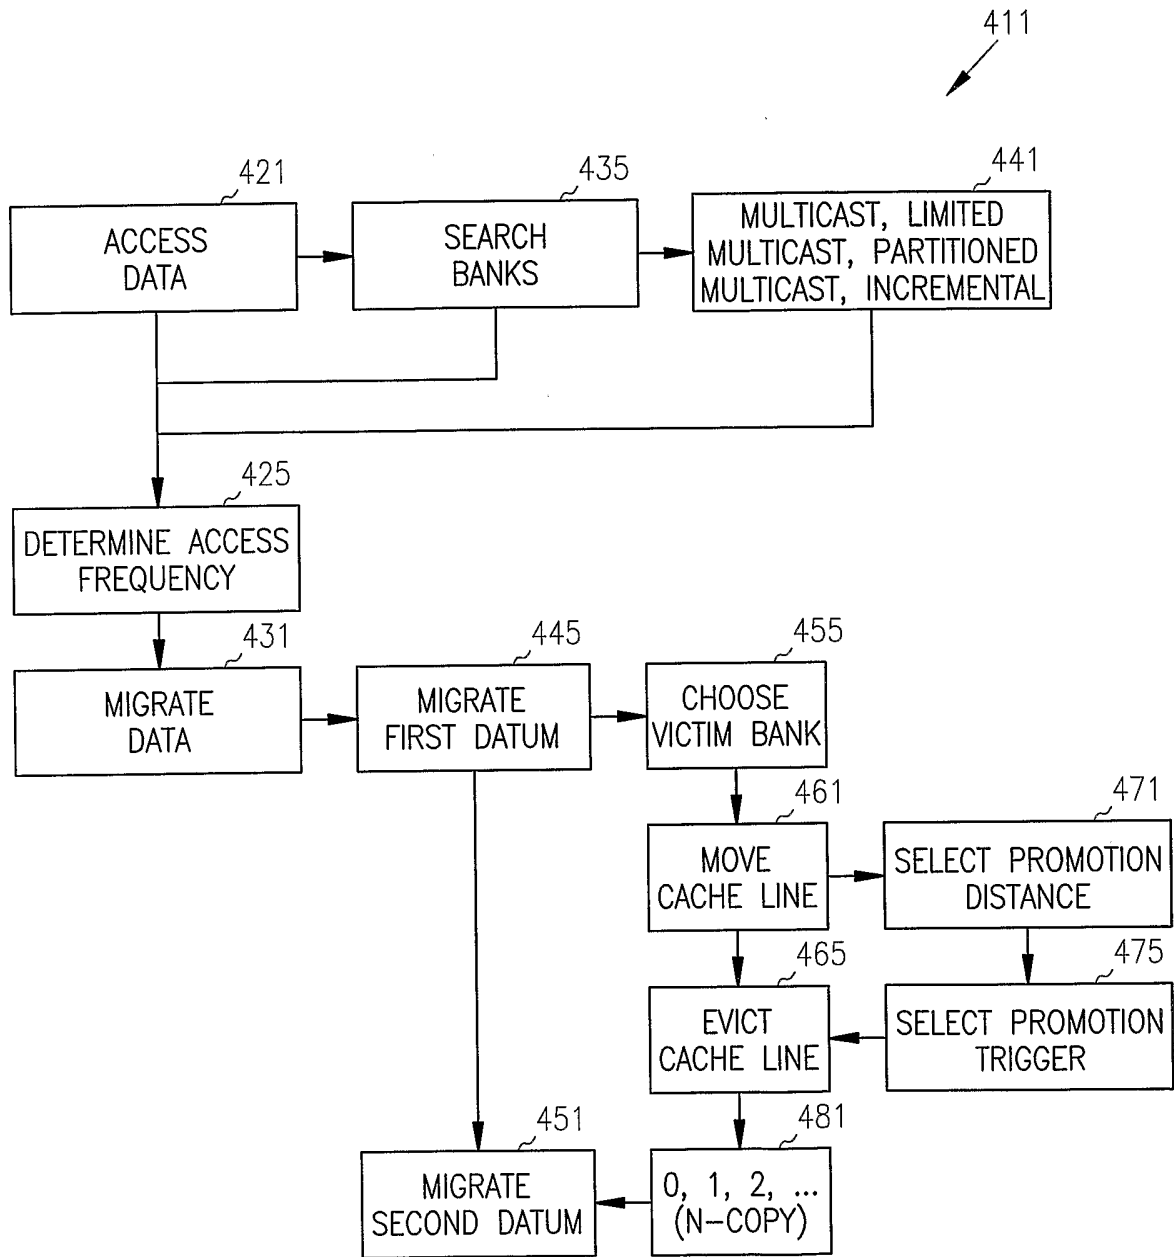 411
421
ACCESS
DATA
435
SEARCH
BANKS
441
MULTICAST, LIMITED
MULTICAST, PARTITIONED
MULTICAST, INCREMENTAL
425
DETERMINE ACCESS
FREQUENCY
431
MIGRATE
DATA
445
MIGRATE
FIRST DATUM
455
CHOOSE
VICTIM BANK
461
MOVE
CACHE LINE
471
SELECT PROMOTION
DISTANCE
465
EVICT
CACHE LINE
475
SELECT PROMOTION
TRIGGER
451
MIGRATE
SECOND DATUM
481
0, 1, 2, ...
(N-COPY)